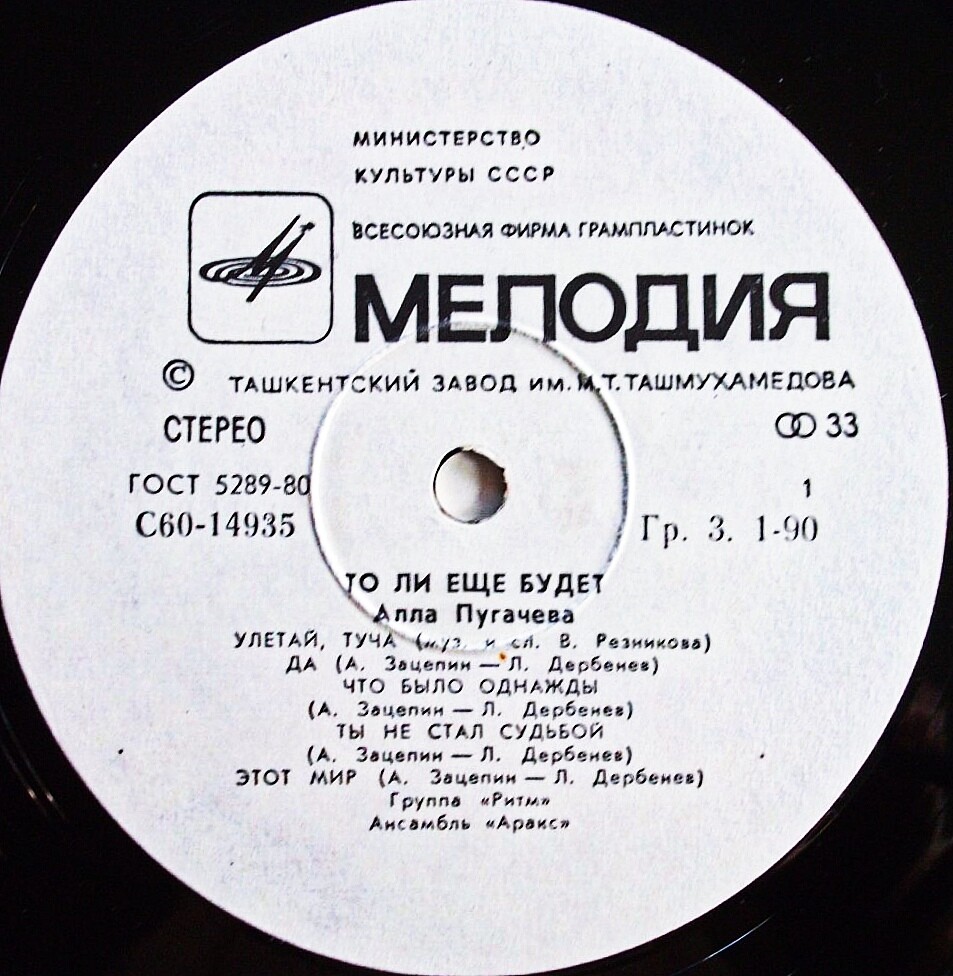 МИНИСТЕРСТВО
КУЛЬТУРЫ СССР
ВСЕСОЮЗНАЯ ФИРМА ГРАМПЛАСТИНОК
МЕЛОДИЯ
© ТАШКЕНТСКИЙ ЗАВОД ИМ. М.Т. ТАШМУХАМЕДОВА
СТЕРЕО 33
ГОСТ 5289-80 1
С60-14935 Гр. 3. 1-90
ТО ЛИ ЕЩЕ БУДЕТ
Алла Пугачева
УЛЕТАЙ, ТУЧА (муз. и сл. В. Резникова)
ДА (А. Зацепин — Л. Дербенев)
ЧТО БЫЛО ОДНАЖДЫ
(А. Зацепин — Л. Дербенев)
ТЫ НЕ СТАЛ СУДЬБОЙ
(А. Зацепин — Л. Дербенев)
ЭТОТ МИР (А. Зацепин — Л. Дербенев)
Группа «Ритм»
Ансамбль «Аракс»